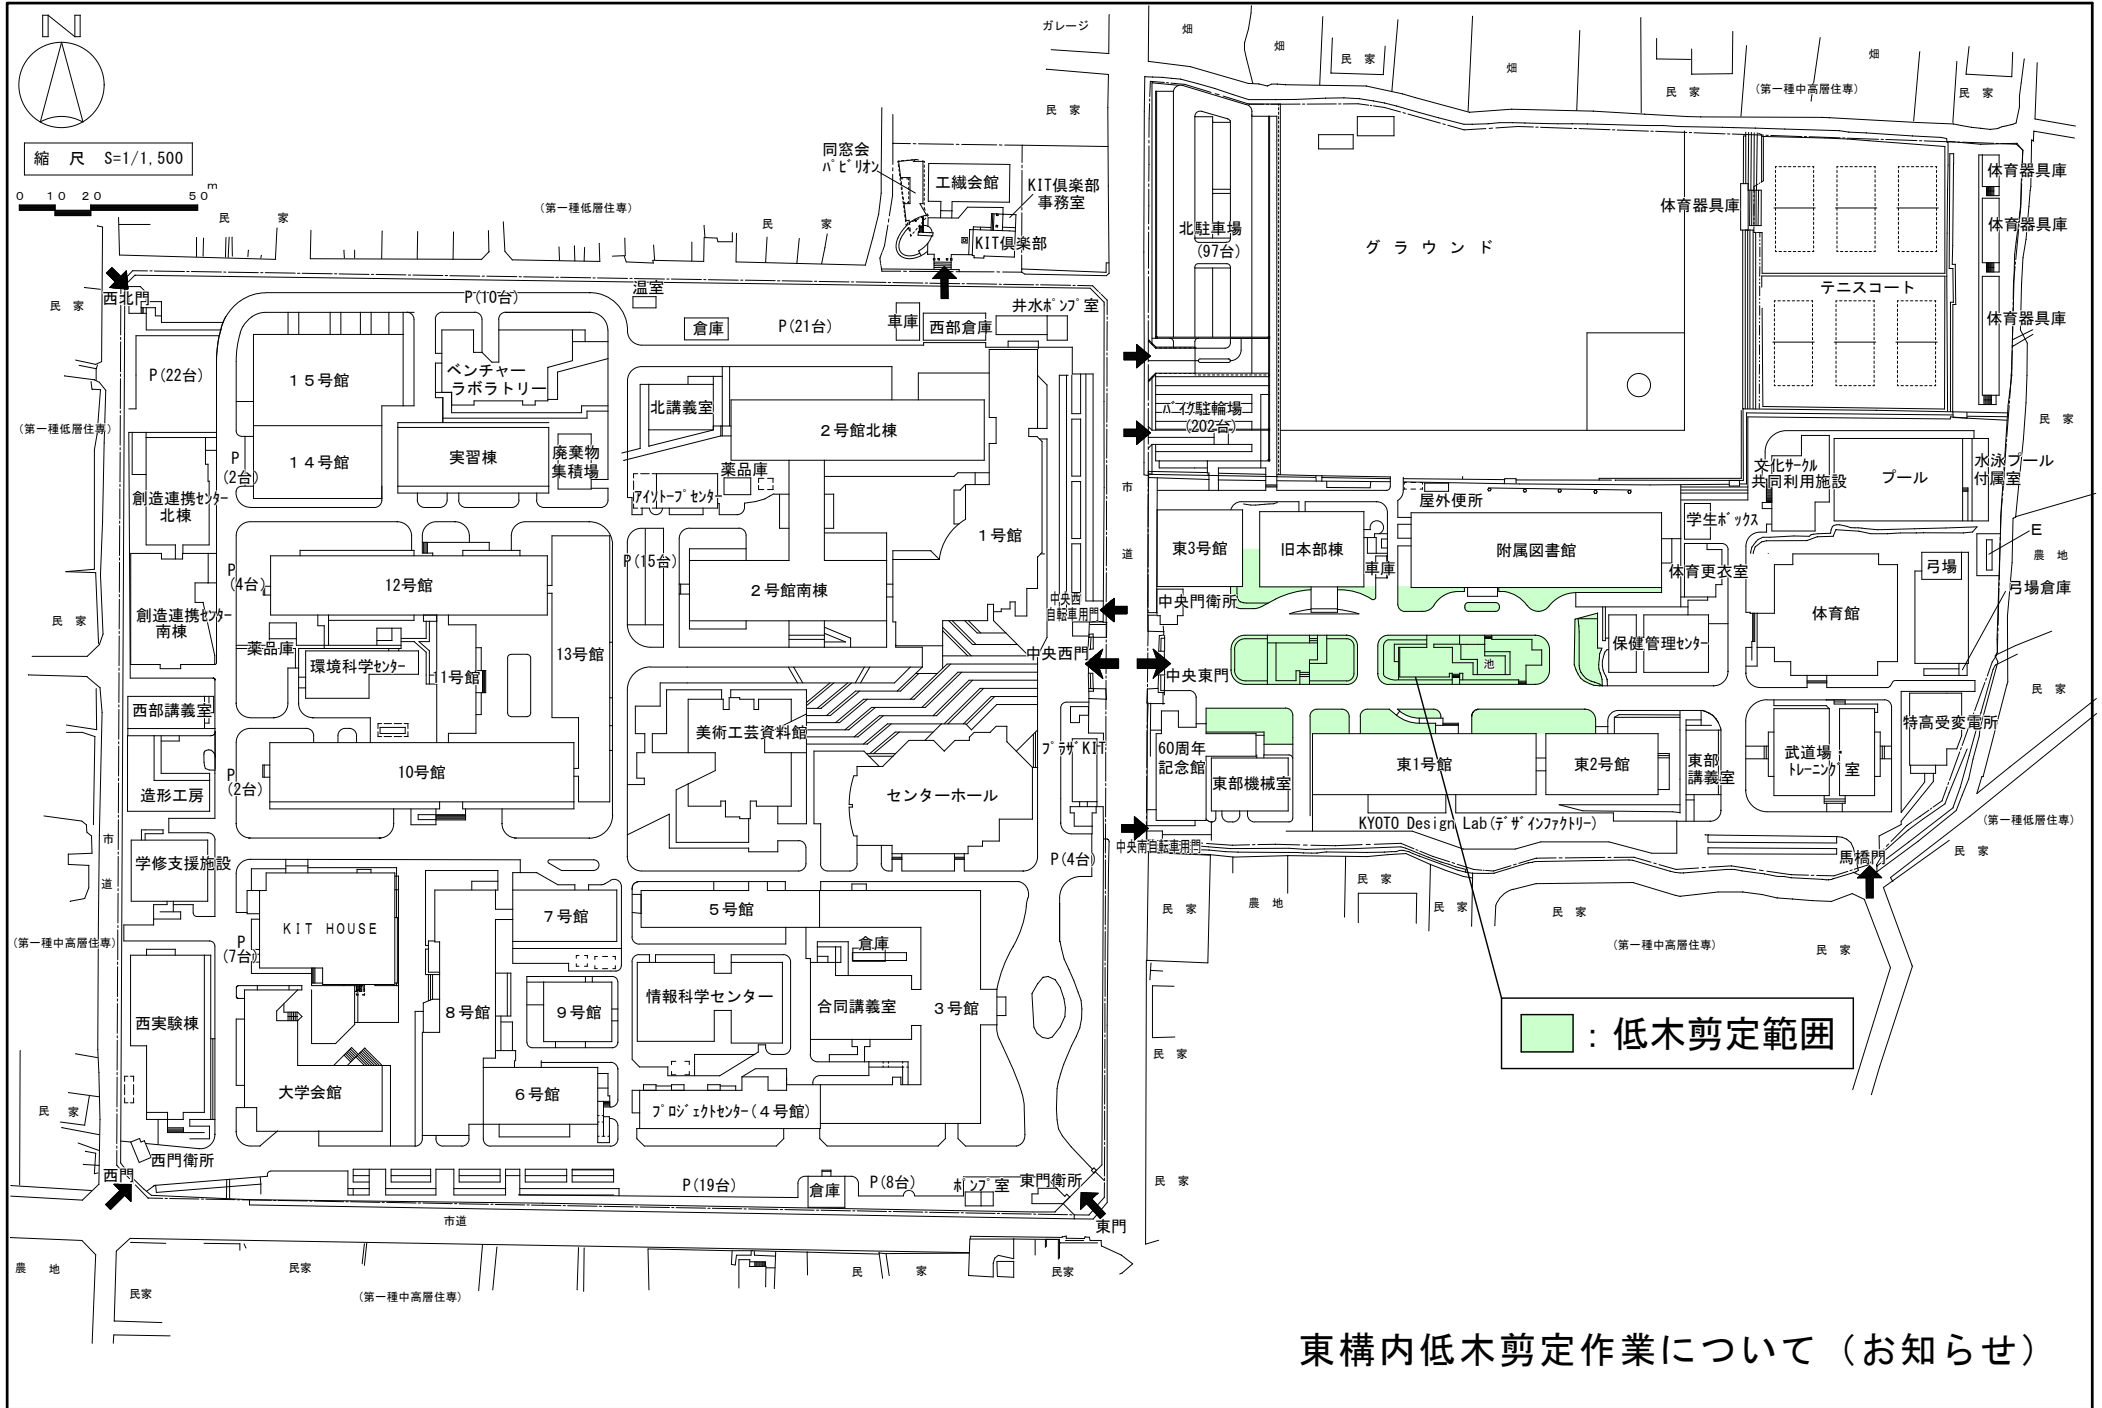 N
縮 尺 S=1/1,500
0 10 20 50 m
ガレージ
畑
畑
民 家
畑
民 家
(第一種中高層住専)
畑
民 家
民 家
同窓会
パビリオン
工繊会館
KIT倶楽部
事務室
KIT倶楽部
民 家
(第一種低層住専)
民 家
北駐車場
(97台)
グラウンド
体育器具庫
体育器具庫
体育器具庫
体育器具庫
テニスコート
西北門
民 家
P(10台)
温室
倉庫
P(21台)
車庫
西部倉庫
井水ポンプ室
P(22台)
15号館
ベンチャー
ラボラトリー
北講義室
2号館北棟
バイク駐輪場
(202台)
民 家
(第一種低層住専)
P
(2台)
14号館
実習棟
廃棄物
集積場
薬品庫
アイソトープセンター
創造連携センター
北棟
1号館
市
道
屋外便所
文化サークル
共同利用施設
プール
水泳プール
付属室
学生ボックス
E
農 地
P
(4台)
12号館
13号館
P(15台)
2号館南棟
東3号館
旧本部棟
車庫
附属図書館
体育更衣室
弓場
弓場倉庫
体育館
中央西
自転車用門
中央門衛所
民 家
創造連携センター
南棟
薬品庫
環境科学センター
11号館
中央西門
中央東門
池
保健管理センター
民 家
西部講義室
美術工芸資料館
プラザKIT
60周年
記念館
東部機械室
東1号館
東2号館
東部
講義室
武道場・
トレーニング室
特高受変電所
P
(2台)
10号館
造形工房
センターホール
KYOTO Design Lab(デザインファクトリー)
中央南自転車用門
馬橋門
(第一種低層住専)
民 家
市
道
学修支援施設
P(4台)
民 家
農 地
民 家
民 家
民 家
(第一種中高層住専)
民 家
(第一種中高層住専)
P
(7台)
KIT HOUSE
7号館
5号館
倉庫
西実験棟
8号館
9号館
情報科学センター
合同講義室
3号館
:低木剪定範囲
民 家
大学会館
6号館
プロジェクトセンター(4号館)
民 家
西門衛所
西門
P(19台)
倉庫
P(8台)
ポンプ室
東門衛所
東門
民 家
市道
農 地
民家
民家
(第一種中高層住専)
民 家
民家
東構内低木剪定作業について(お知らせ)